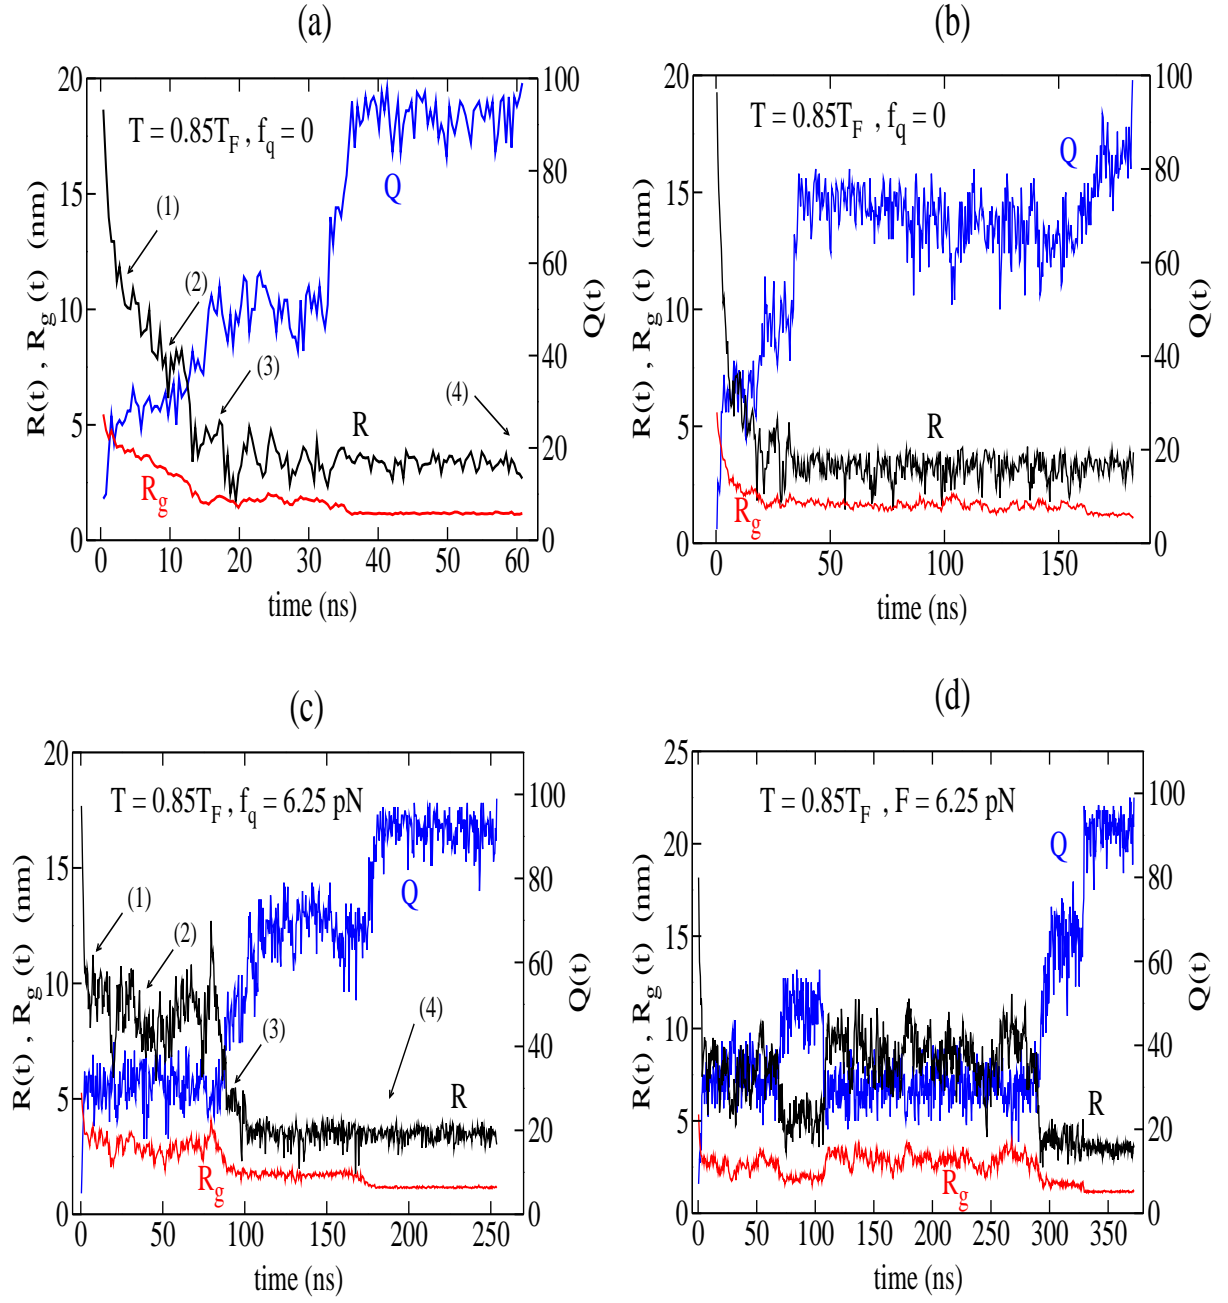 (a)
20
15
10
5
0
R(t) , R_g(t) (nm)
T = 0.85T_F , f_q = 0
(1)
(2)
(3)
(4)
Q
R
R_g
100
80
60
40
20
0
Q(t)
0 10 20 30 40 50 60
time (ns)
(b)
20
15
10
5
0
R(t) , R_g(t) (nm)
T = 0.85T_F , f_q = 0
Q
R
R_g
100
80
60
40
20
0
Q(t)
0 50 100 150
time (ns)
(c)
20
15
10
5
0
R(t) , R_g(t) (nm)
T = 0.85T_F , f_q = 6.25 pN
(1)
(2)
(3)
(4)
Q
R
R_g
100
80
60
40
20
0
Q(t)
0 50 100 150 200 250
time (ns)
(d)
25
20
15
10
5
0
R(t) , R_g(t) (nm)
T = 0.85T_F , F = 6.25 pN
Q
R
R_g
100
80
60
40
20
0
Q(t)
0 50 100 150 200 250 300 350
time (ns)